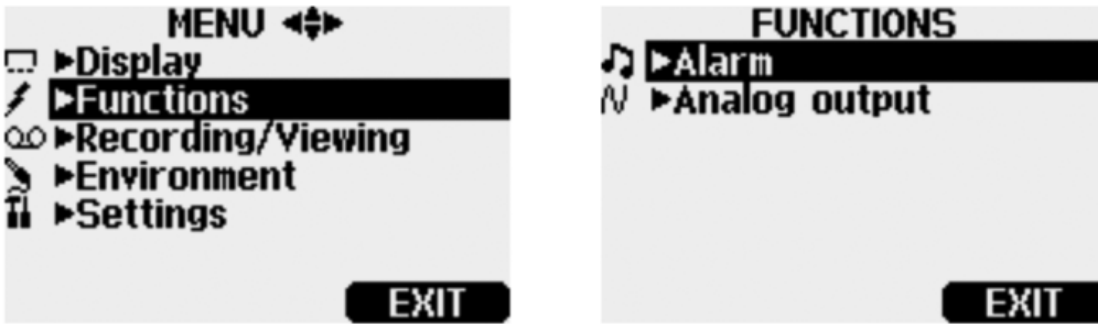 MENU
Display
Functions
Recording/Viewing
Environment
Settings
EXIT
FUNCTIONS
Alarm
Analog output
EXIT